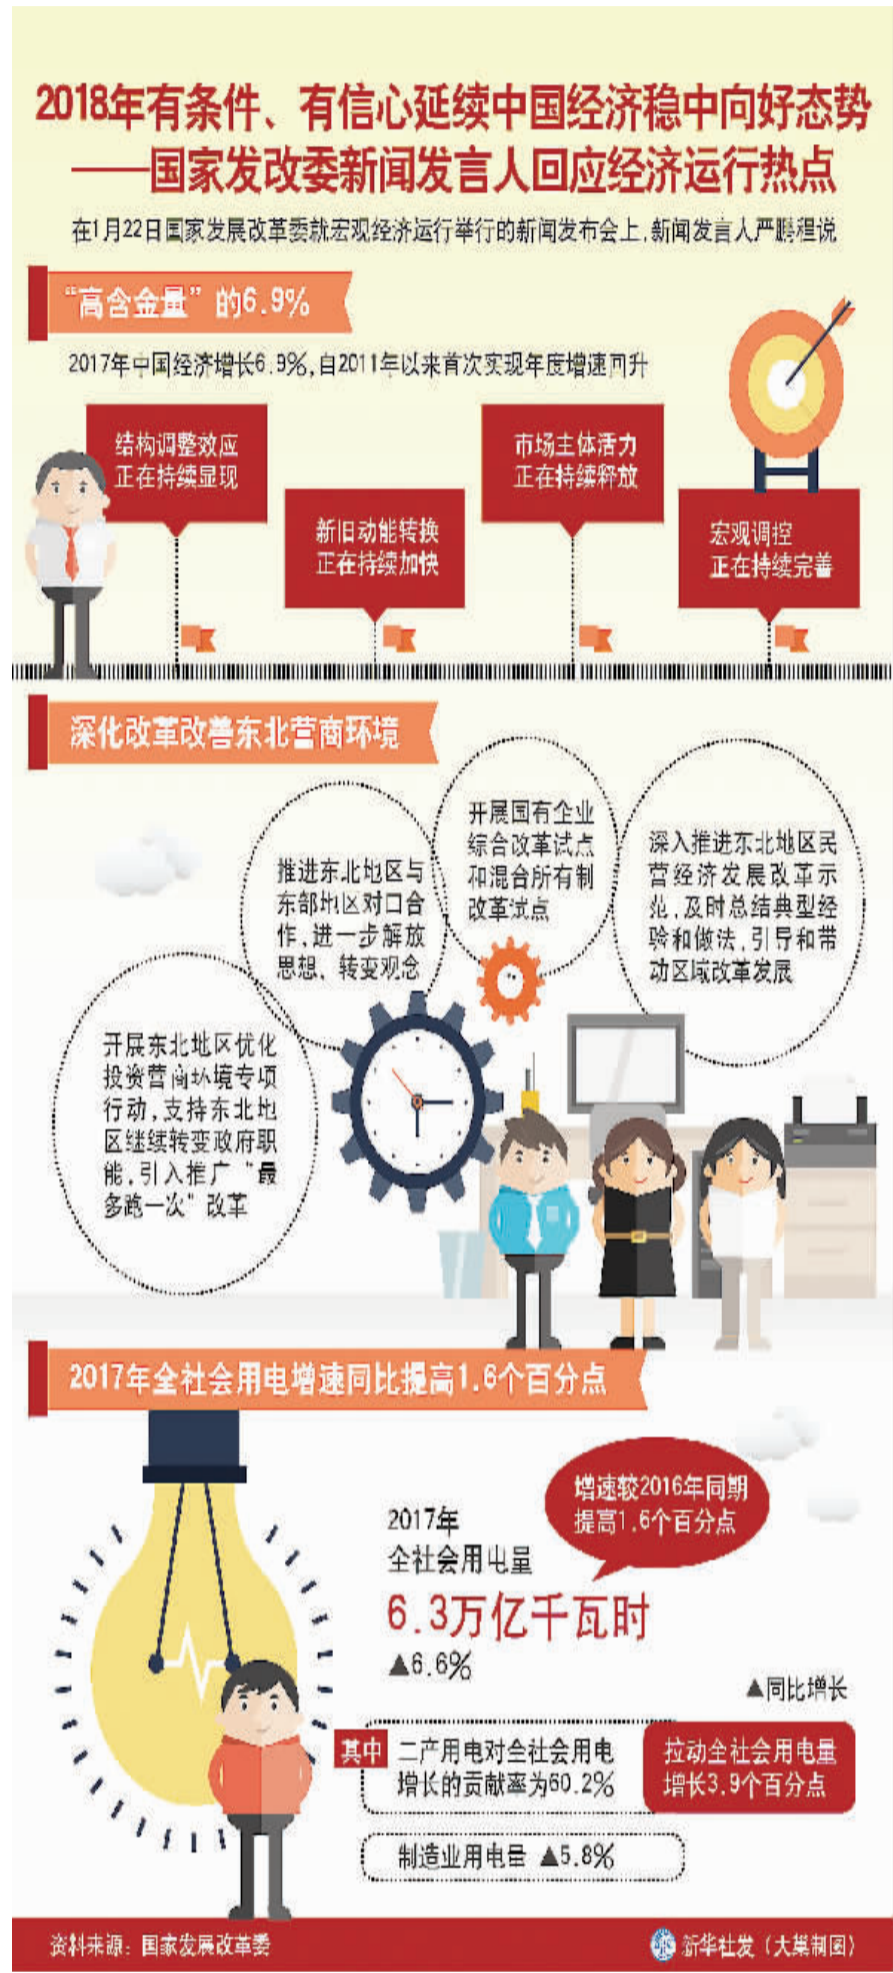 2018年有条件、有信心延续中国经济稳中向好态势
——国家发改委新闻发言人回应经济运行热点
在1月22日国家发展改革委就宏观经济运行举行的新闻发布会上,新闻发言人严鹏程说
“高含金量”的6.9%
2017年中国经济增长6.9%,自2011年以来首次实现年度增速回升
结构调整效应
正在持续显现
新旧动能转换
正在持续加快
市场主体活力
正在持续释放
宏观调控
正在持续完善
深化改革改善东北营商环境
开展东北地区优化
投资营商环境专项
行动,支持东北地
区继续转变政府职
能,引入推广“最
多跑一次”改革
推进东北地区与
东部地区对口合
作,进一步解放
思想、转变观念
开展国有企业
综合改革试点
和混合所有制
改革试点
深入推进东北地区民
营经济发展改革示
范,及时总结典型经
验和做法,引导和带
动区域改革发展
2017年全社会用电增速同比提高1.6个百分点
增速较2016年同期
提高1.6个百分点
2017年
全社会用电量
6.3万亿千瓦时
▲6.6%
▲同比增长
其中
二产用电对全社会用电
增长的贡献率为60.2%
拉动全社会用电量
增长3.9个百分点
制造业用电量 ▲5.8%
资料来源：国家发展改革委
新华社发（大巢制图）